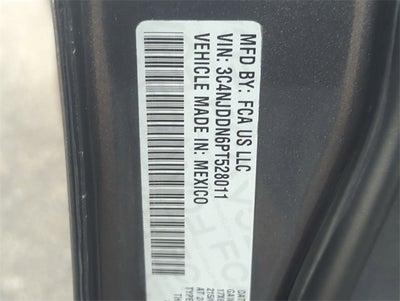 MFD BY: FCA US LLC
VIN: 3C4NJDDN6PT528011
VEHICLE MADE IN: MEXICO